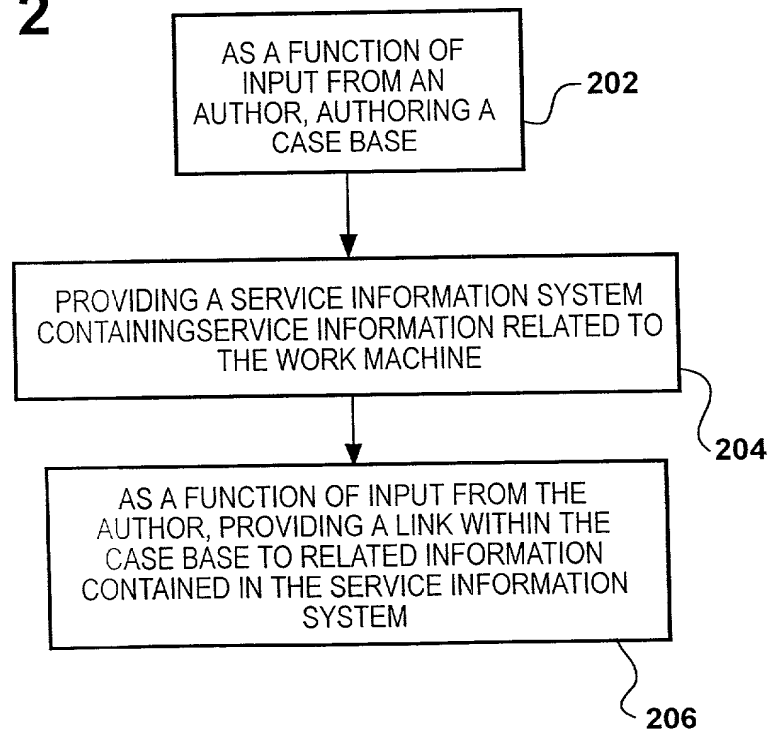 2
AS A FUNCTION OF
INPUT FROM AN
AUTHOR, AUTHORING A
CASE BASE
202
PROVIDING A SERVICE INFORMATION SYSTEM
CONTAININGSERVICE INFORMATION RELATED TO
THE WORK MACHINE
204
AS A FUNCTION OF INPUT FROM THE
AUTHOR, PROVIDING A LINK WITHIN THE
CASE BASE TO RELATED INFORMATION
CONTAINED IN THE SERVICE INFORMATION
SYSTEM
206